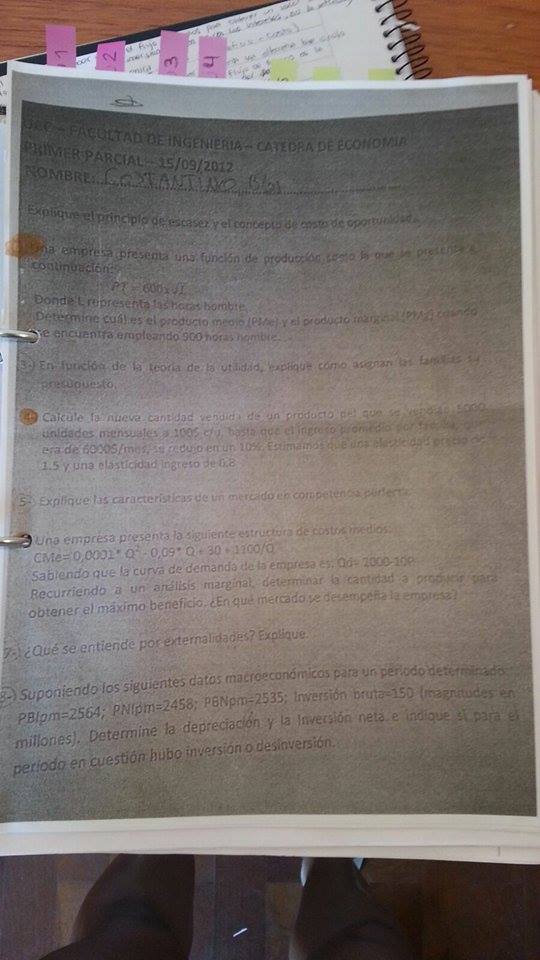 1
2
3
4
FACULTAD DE INGENIERIA – CATEDRA DE ECONOMIA
PRIMER PARCIAL – 15/09/2012
NOMBRE: COSTANTINO
Explique el principio de escasez y el concepto de costo de oportunidad.
Una empresa presenta una función de producción como la que se presenta a
continuación:
PT = 600x√L
Donde L representa las horas hombre.
Determine cuál es el producto medio (PMe) y el producto marginal (PMg) cuando
se encuentra empleando 900 horas hombre.
3-) En función de la teoría de la utilidad, explique cómo asignan las familias su
presupuesto.
4- Calcule la nueva cantidad vendida de un producto del que se vendían 5000
unidades mensuales a 100$ c/u, hasta que el ingreso promedio por familia, que
era de 6000$/mes, se redujo en un 10%. Estimamos que una elasticidad precio de
1.5 y una elasticidad ingreso de 0.8
5- Explique las características de un mercado en competencia perfecta.
Una empresa presenta la siguiente estructura de costos medios:
CMe= 0,0001* Q² - 0,09* Q + 30 + 1100/Q
Sabiendo que la curva de demanda de la empresa es: Qd= 2000-10P
Recurriendo a un análisis marginal, determinar la cantidad a producir para
obtener el máximo beneficio. ¿En qué mercado se desempeña la empresa?
7-) ¿Qué se entiende por externalidades? Explique.
8-) Suponiendo los siguientes datos macroeconómicos para un período determinado:
PBIpm=2564; PNIpm=2458; PBNpm=2535; Inversión bruta=150 (magnitudes en
millones). Determine la depreciación y la Inversión neta e indique si para el
período en cuestión hubo inversión o desinversión.